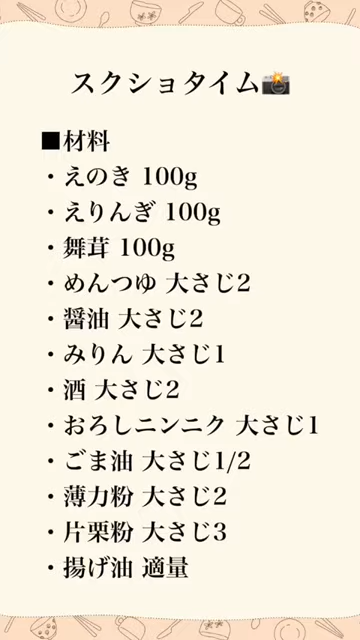 スクショタイム📸
■材料
・えのき 100g
・えりんぎ 100g
・舞茸 100g
・めんつゆ 大さじ2
・醤油 大さじ2
・みりん 大さじ1
・酒 大さじ2
・おろしニンニク 大さじ1
・ごま油 大さじ1/2
・薄力粉 大さじ2
・片栗粉 大さじ3
・揚げ油 適量